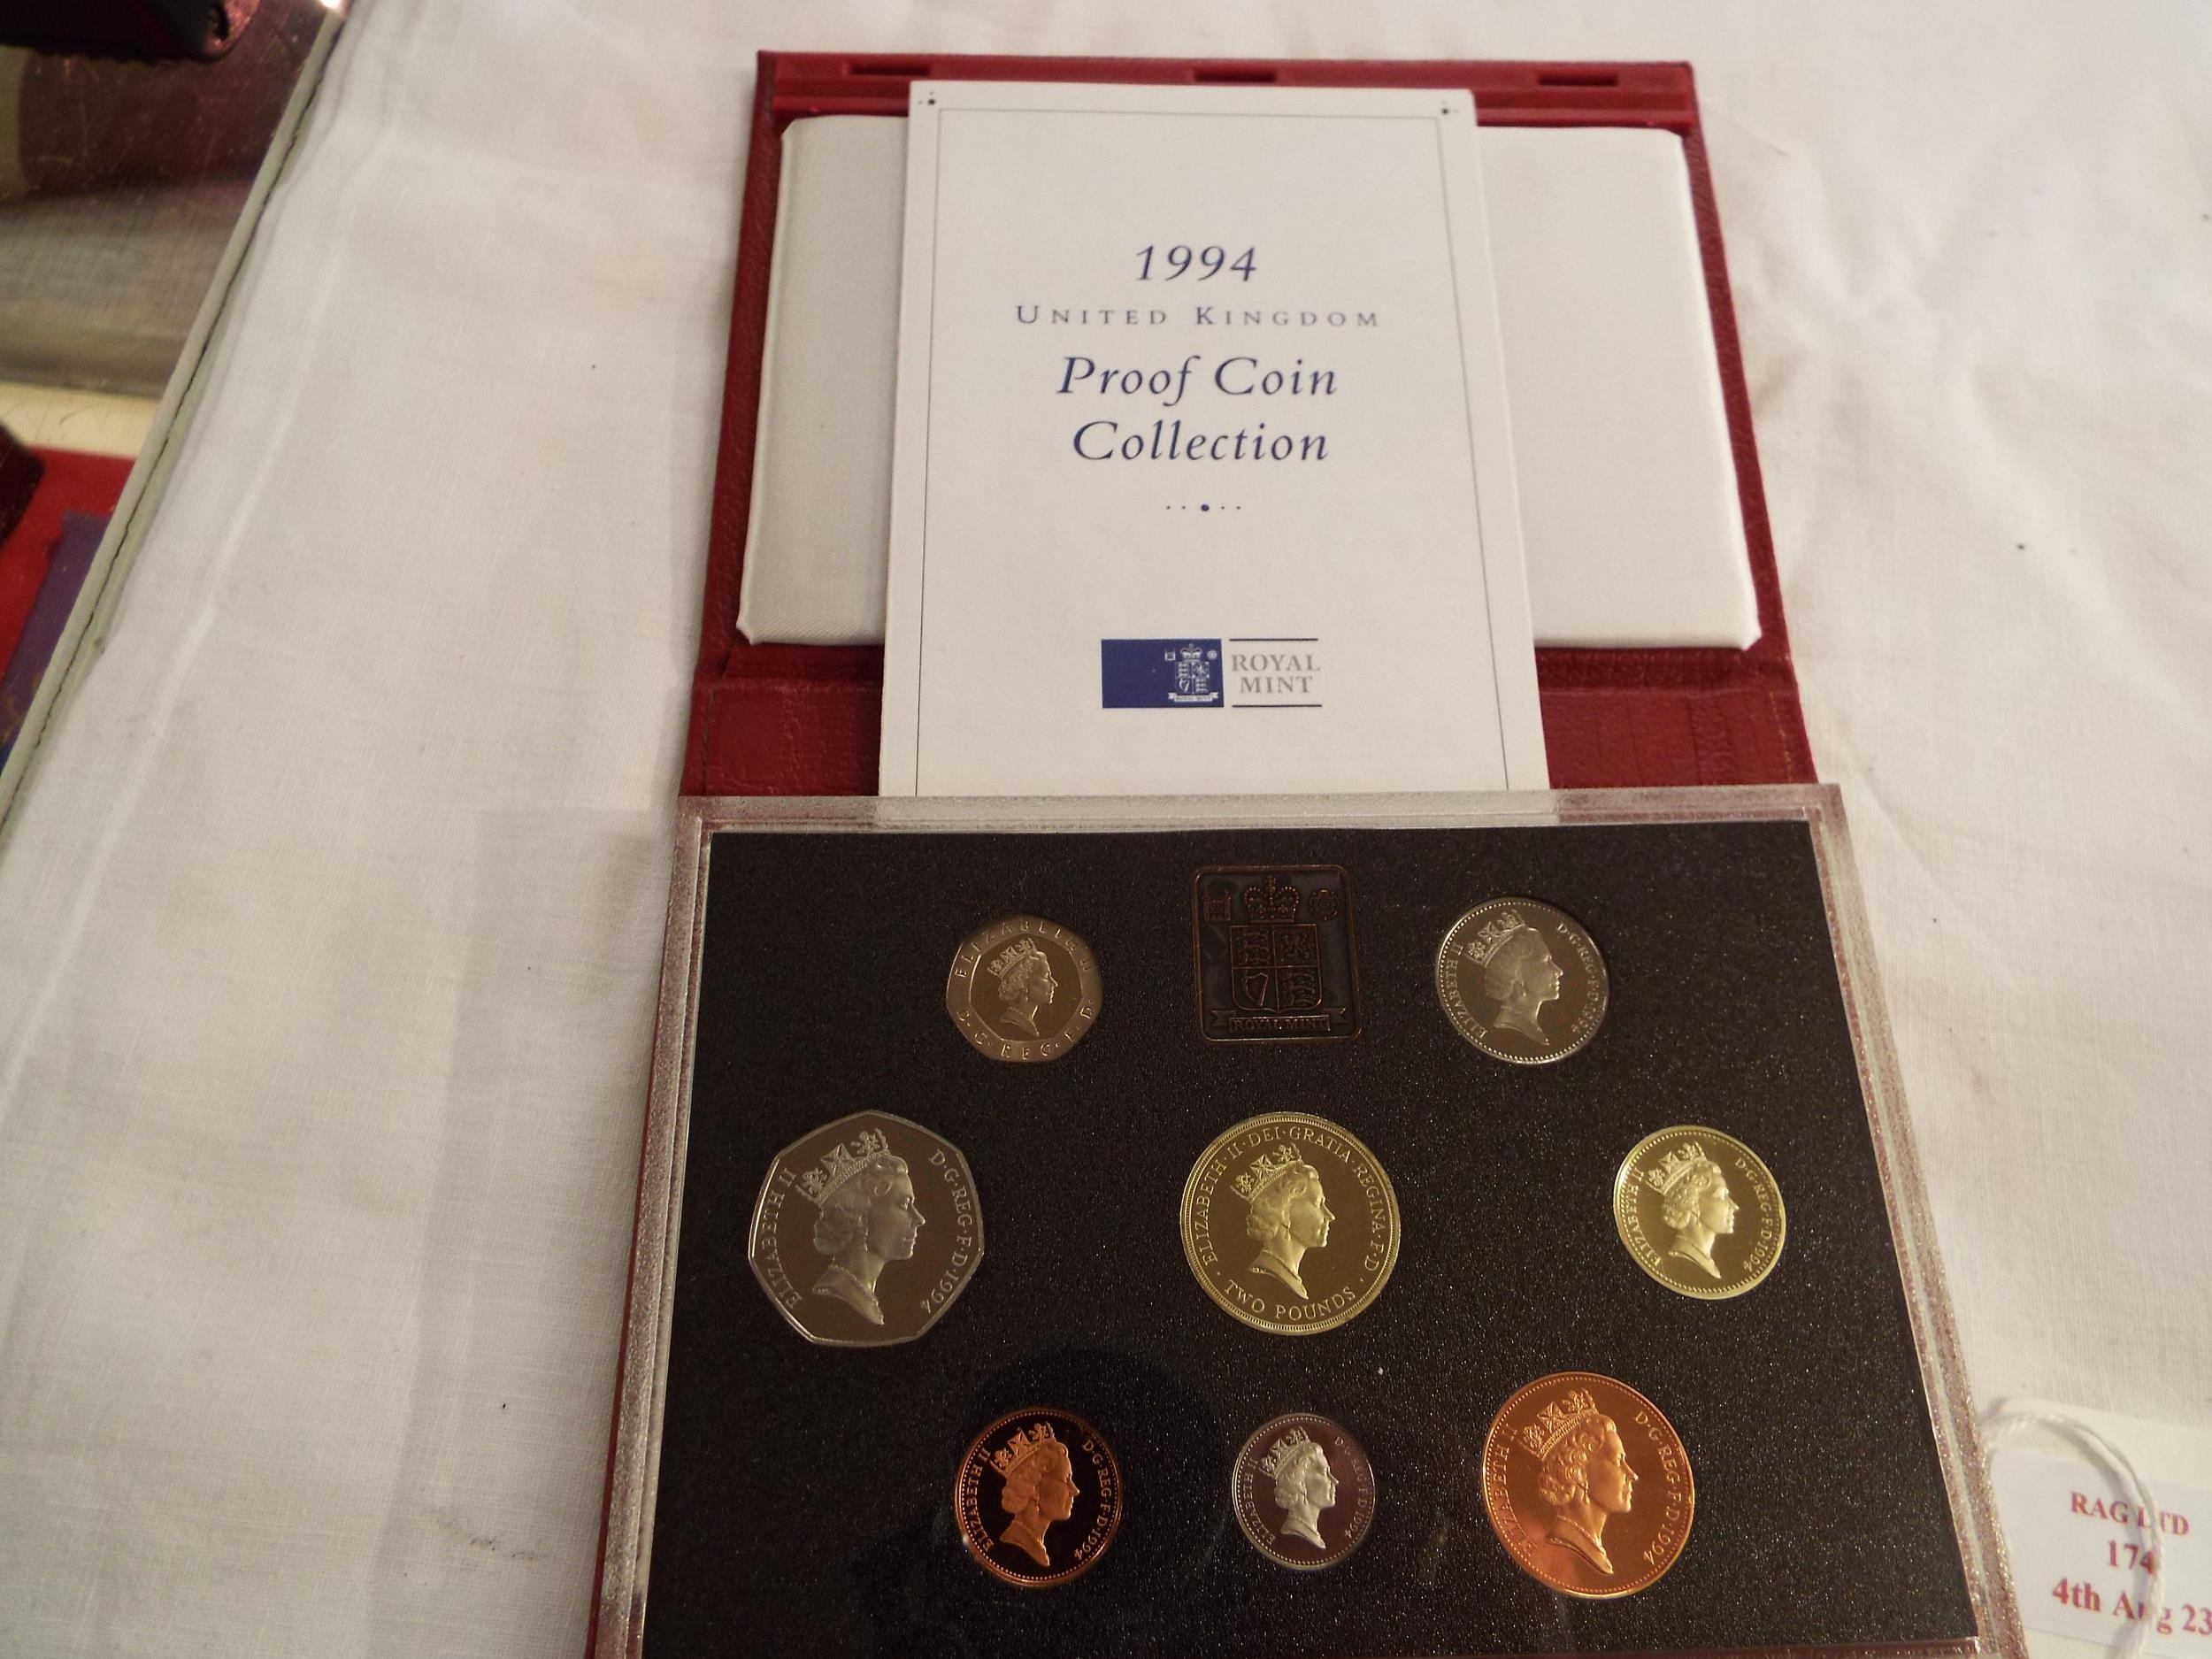 1994
UNITED KINGDOM
Proof Coin
Collection
ROYAL
MINT
ELIZABETH II
D·G·REG·F·D
ROYAL MINT
ELIZABETH II D·G·REG·F·D·1994
ELIZABETH II D·G·REG·F·D·1994
·ELIZABETH·II·DEI·GRATIA·REGINA·F·D·
TWO POUNDS
ELIZABETH II D·G·REG·F·D·1994
ELIZABETH II D·G·REG·F·D·1994
ELIZABETH II D·G·REG·F·D·1994
ELIZABETH II D·G·REG·F·D·1994
RAG LTD
174
4th Aug 23